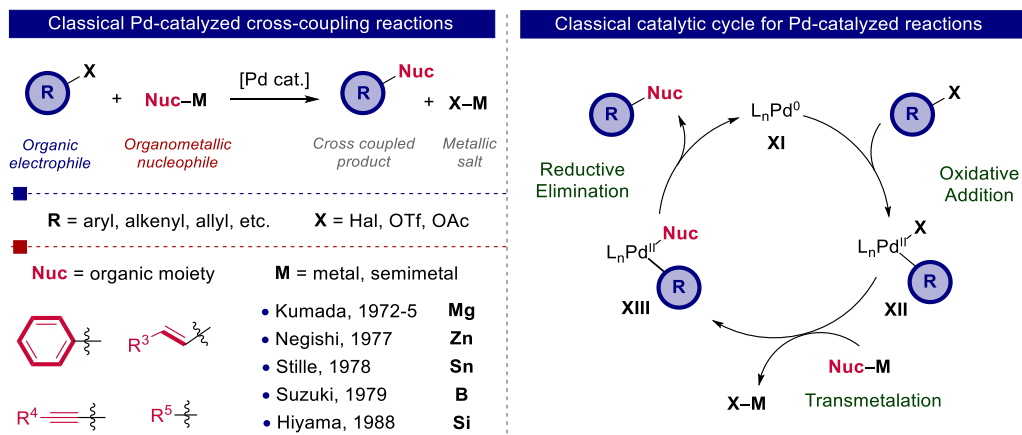 Classical Pd-catalyzed cross-coupling reactions
R
X
+
Nuc–M
[Pd cat.]
R
Nuc
+
X–M
Organic
electrophile
Organometallic
nucleophile
Cross coupled
product
Metallic
salt
R = aryl, alkenyl, allyl, etc.
X = Hal, OTf, OAc
Nuc = organic moiety
M = metal, semimetal
R³
R⁴
R⁵
• Kumada, 1972-5 Mg
• Negishi, 1977 Zn
• Stille, 1978 Sn
• Suzuki, 1979 B
• Hiyama, 1988 Si
Classical catalytic cycle for Pd-catalyzed reactions
R
Nuc
LₙPd⁰
XI
R
X
Reductive
Elimination
Oxidative
Addition
LₙPdᴵᴵ
Nuc
R
XIII
LₙPdᴵᴵ
X
R
XII
Nuc–M
X–M
Transmetalation